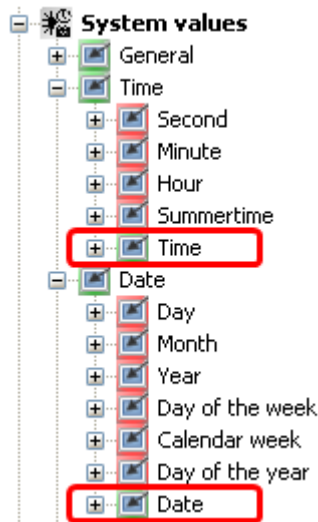 System values
General
Time
Second
Minute
Hour
Summertime
Time
Date
Day
Month
Year
Day of the week
Calendar week
Day of the year
Date